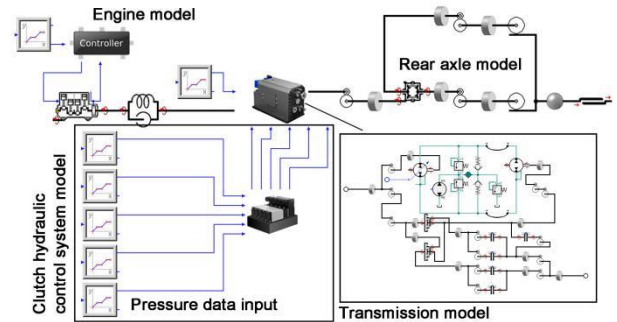 Engine model
Controller
Rear axle model
Clutch hydraulic
control system model
Pressure data input
Transmission model